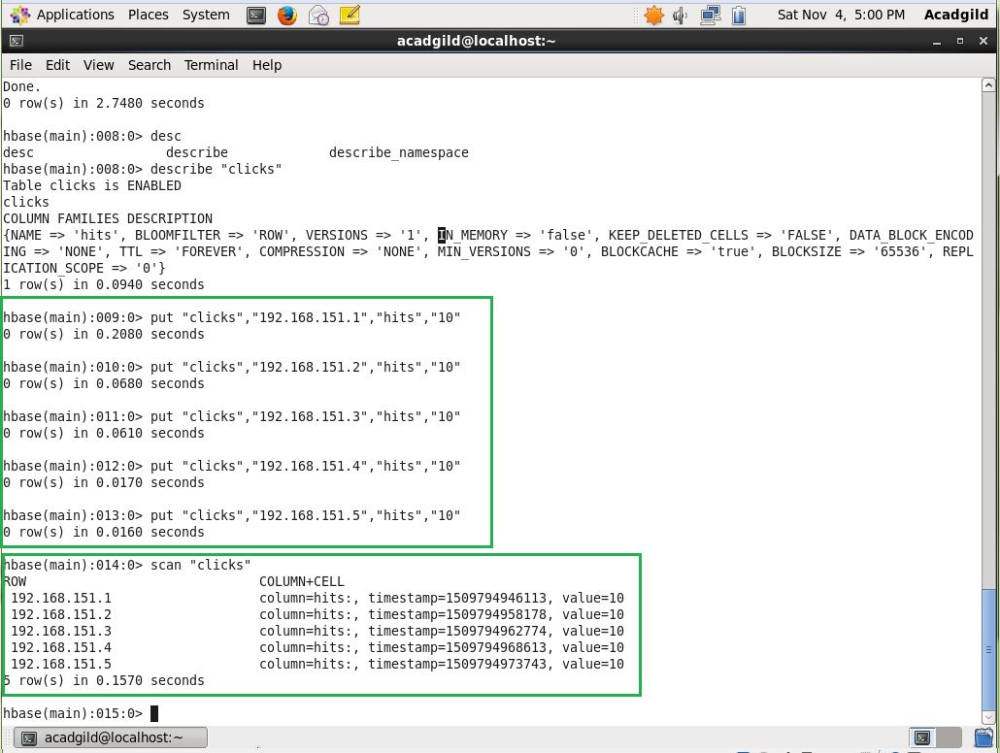 Applications Places System Sat Nov 4, 5:00 PM Acadgild
acadgild@localhost:~
File Edit View Search Terminal Help
Done.
0 row(s) in 2.7480 seconds
hbase(main):008:0> desc
desc describe describe_namespace
hbase(main):008:0> describe "clicks"
Table clicks is ENABLED
clicks
COLUMN FAMILIES DESCRIPTION
{NAME => 'hits', BLOOMFILTER => 'ROW', VERSIONS => '1', IN_MEMORY => 'false', KEEP_DELETED_CELLS => 'FALSE', DATA_BLOCK_ENCOD
ING => 'NONE', TTL => 'FOREVER', COMPRESSION => 'NONE', MIN_VERSIONS => '0', BLOCKCACHE => 'true', BLOCKSIZE => '65536', REPL
ICATION_SCOPE => '0'}
1 row(s) in 0.0940 seconds
hbase(main):009:0> put "clicks","192.168.151.1","hits","10"
0 row(s) in 0.2080 seconds
hbase(main):010:0> put "clicks","192.168.151.2","hits","10"
0 row(s) in 0.0680 seconds
hbase(main):011:0> put "clicks","192.168.151.3","hits","10"
0 row(s) in 0.0610 seconds
hbase(main):012:0> put "clicks","192.168.151.4","hits","10"
0 row(s) in 0.0170 seconds
hbase(main):013:0> put "clicks","192.168.151.5","hits","10"
0 row(s) in 0.0160 seconds
hbase(main):014:0> scan "clicks"
ROW COLUMN+CELL
192.168.151.1 column=hits:, timestamp=1509794946113, value=10
192.168.151.2 column=hits:, timestamp=1509794958178, value=10
192.168.151.3 column=hits:, timestamp=1509794962774, value=10
192.168.151.4 column=hits:, timestamp=1509794968613, value=10
192.168.151.5 column=hits:, timestamp=1509794973743, value=10
5 row(s) in 0.1570 seconds
hbase(main):015:0>
acadgild@localhost:~